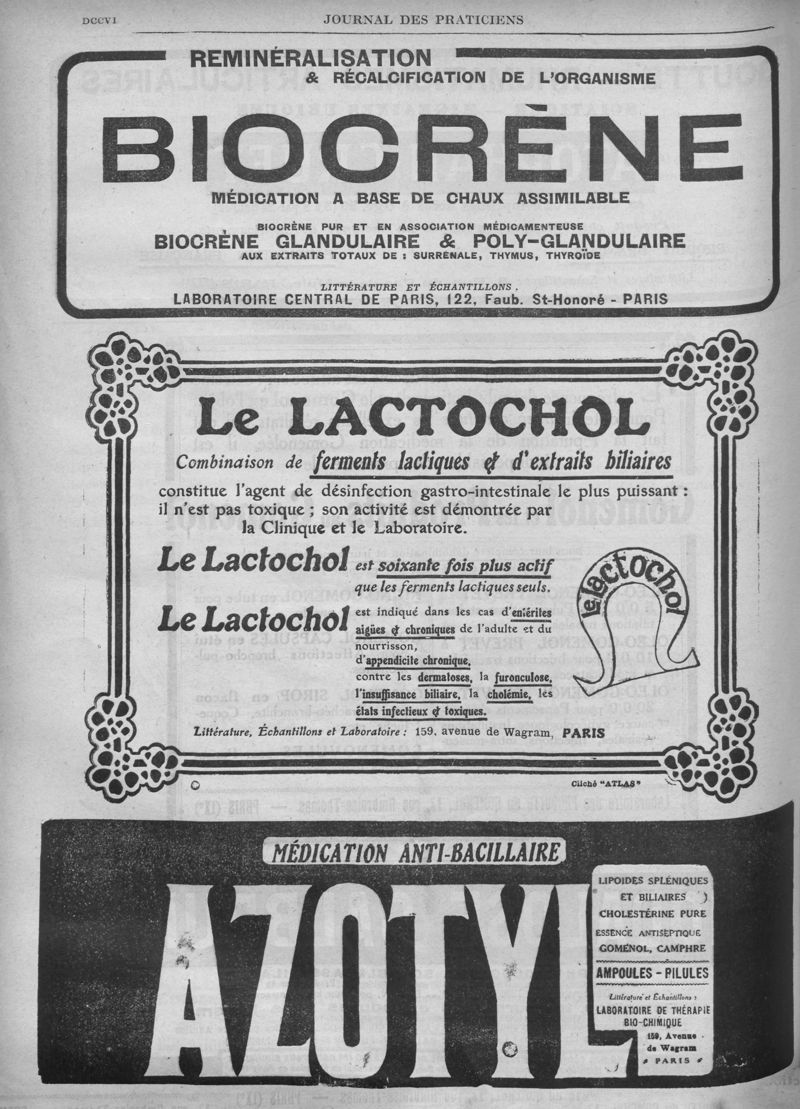 DCCVI
JOURNAL DES PRATICIENS
REMINÉRALISATION
& RÉCALCIFICATION DE L'ORGANISME
BIOCRÈNE
MÉDICATION A BASE DE CHAUX ASSIMILABLE
BIOCRÈNE PUR ET EN ASSOCIATION MÉDICAMENTEUSE
BIOCRÈNE GLANDULAIRE & POLY-GLANDULAIRE
AUX EXTRAITS TOTAUX DE : SURRÉNALE, THYMUS, THYROÏDE
LITTÉRATURE ET ÉCHANTILLONS.
LABORATOIRE CENTRAL DE PARIS, 122, Faub. St-Honoré - PARIS
Le LACTOCHOL
Combinaison de ferments lactiques & d'extraits biliaires
constitue l'agent de désinfection gastro-intestinale le plus puissant :
il n'est pas toxique ; son activité est démontrée par
la Clinique et le Laboratoire.
Le Lactochol est soixante fois plus actif
que les ferments lactiques seuls.
Le Lactochol est indiqué dans les cas d'entérites
aigües & chroniques de l'adulte et du
nourrisson,
d'appendicite chronique,
contre les dermatoses, la furonculose,
l'insuffisance biliaire, la cholémie, les
états infectieux & toxiques.
le lactochol
Littérature, Échantillons et Laboratoire : 159, avenue de Wagram, PARIS
Cliché "ATLAS"
MÉDICATION ANTI-BACILLAIRE
AZOTYL
LIPOIDES SPLÉNIQUES
ET BILIAIRES
CHOLESTÉRINE PURE
ESSENCE ANTISEPTIQUE
GOMÉNOL, CAMPHRE
AMPOULES - PILULES
Littérature et Échantillons :
LABORATOIRE DE THÉRAPIE
BIO-CHIMIQUE
159, Avenue
de Wagram
PARIS